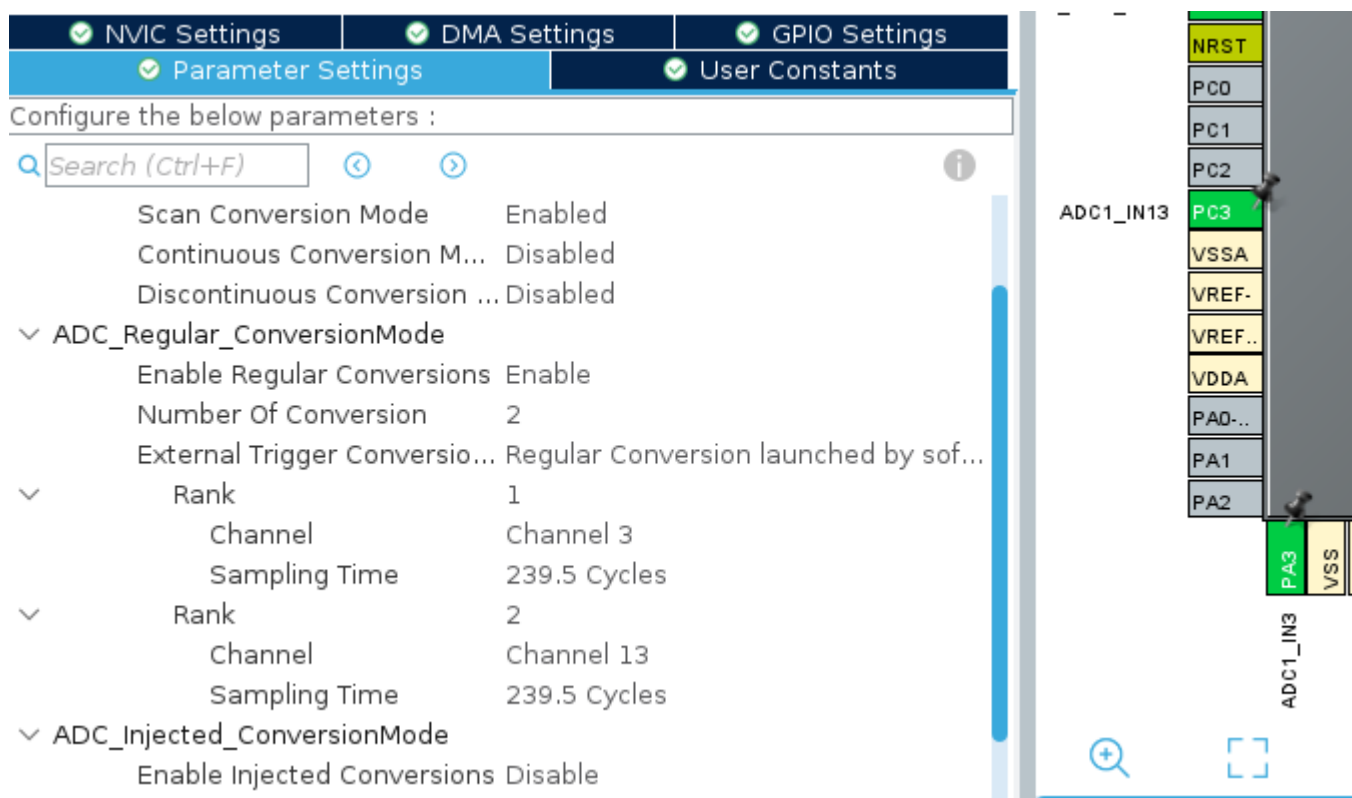 NVIC Settings
DMA Settings
GPIO Settings
Parameter Settings
User Constants
Configure the below parameters :
Search (Ctrl+F)
Scan Conversion Mode Enabled
Continuous Conversion M... Disabled
Discontinuous Conversion ... Disabled
ADC_Regular_ConversionMode
Enable Regular Conversions Enable
Number Of Conversion 2
External Trigger Conversio... Regular Conversion launched by sof...
Rank 1
Channel Channel 3
Sampling Time 239.5 Cycles
Rank 2
Channel Channel 13
Sampling Time 239.5 Cycles
ADC_Injected_ConversionMode
Enable Injected Conversions Disable
NRST
PC0
PC1
PC2
ADC1_IN13 PC3
VSSA
VREF-
VREF..
VDDA
PA0-..
PA1
PA2
PA3
VSS
ADC1_IN3